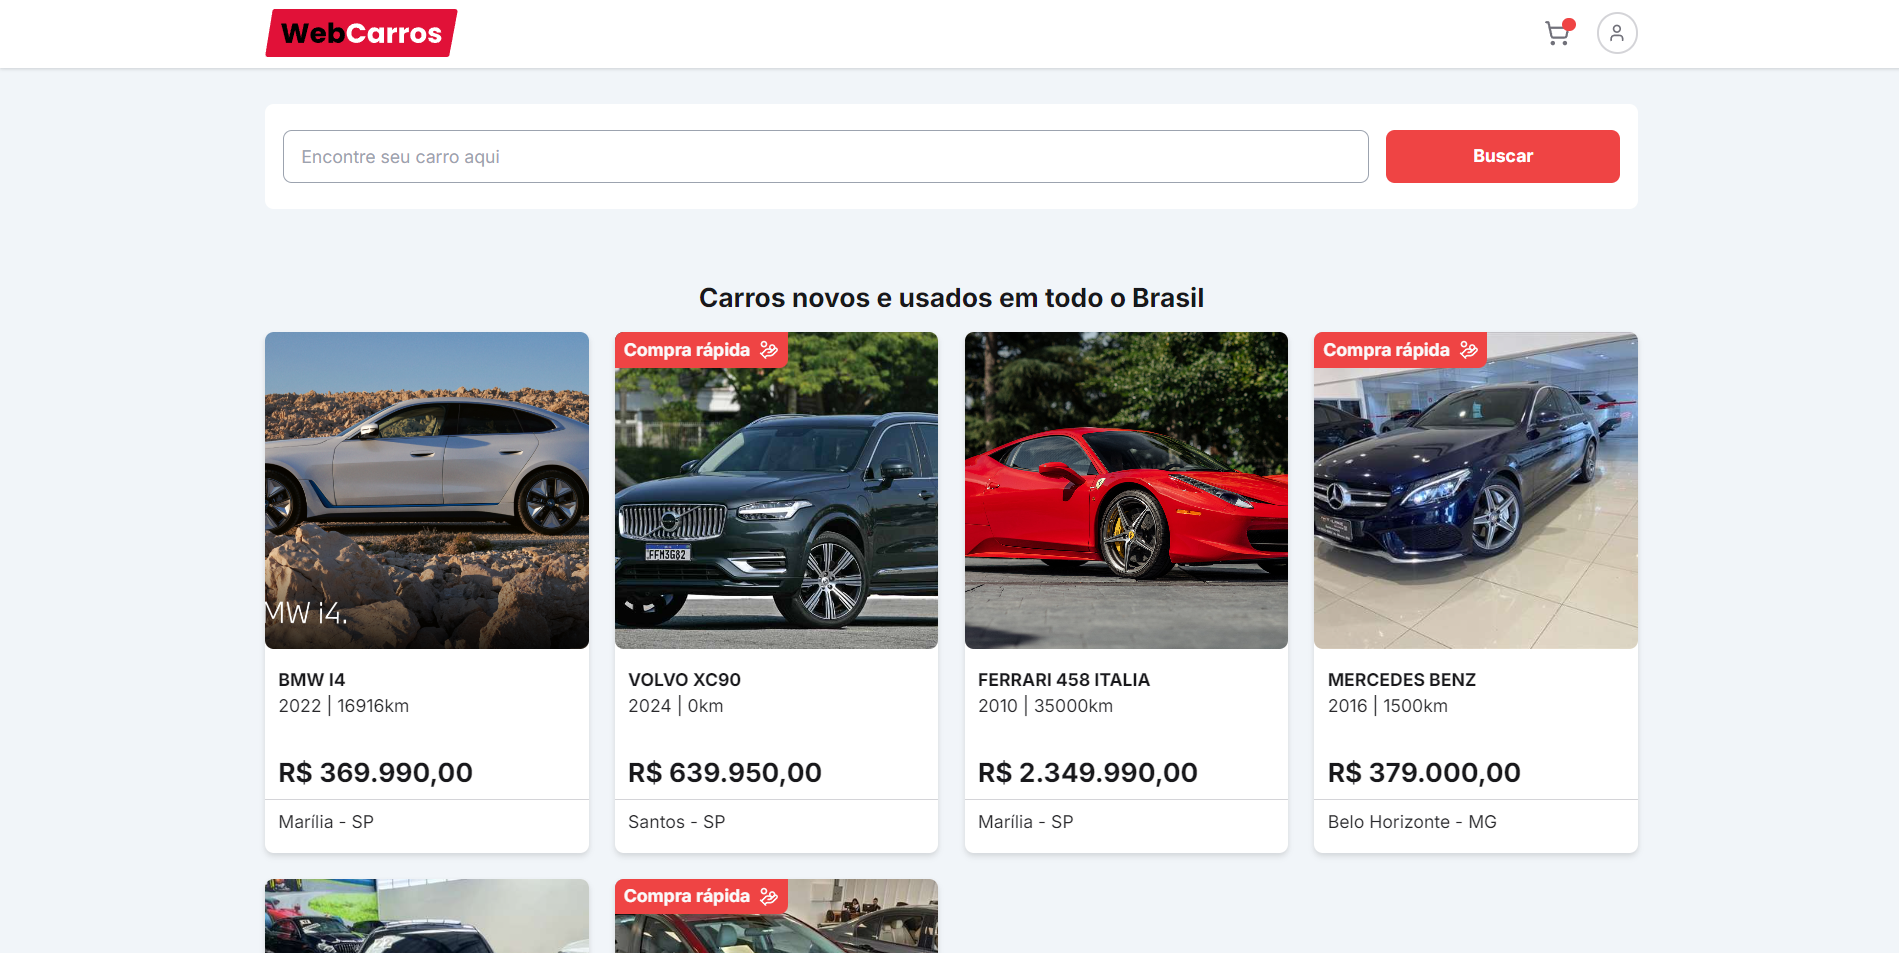 WebCarros
Encontre seu carro aqui
Buscar
Carros novos e usados em todo o Brasil
Compra rápida
Compra rápida
MW i4.
FFM3G82
BMW I4
2022 | 16916km
R$ 369.990,00
Marília - SP
VOLVO XC90
2024 | 0km
R$ 639.950,00
Santos - SP
FERRARI 458 ITALIA
2010 | 35000km
R$ 2.349.990,00
Marília - SP
MERCEDES BENZ
2016 | 1500km
R$ 379.000,00
Belo Horizonte - MG
Compra rápida